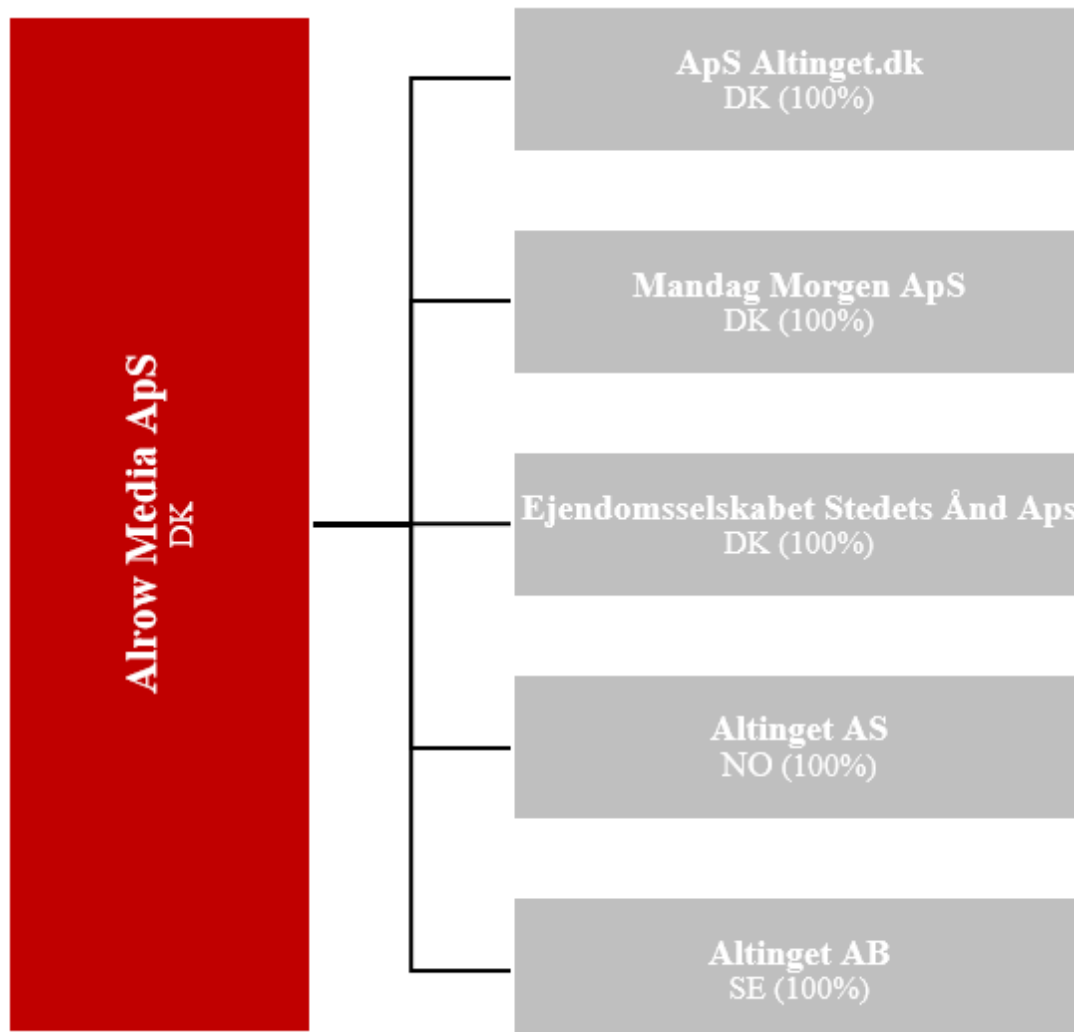 Alrow Media ApS
DK
ApS Altinget.dk
DK (100%)
Mandag Morgen ApS
DK (100%)
Ejendomsselskabet Stedets Ånd Aps
DK (100%)
Altinget AS
NO (100%)
Altinget AB
SE (100%)